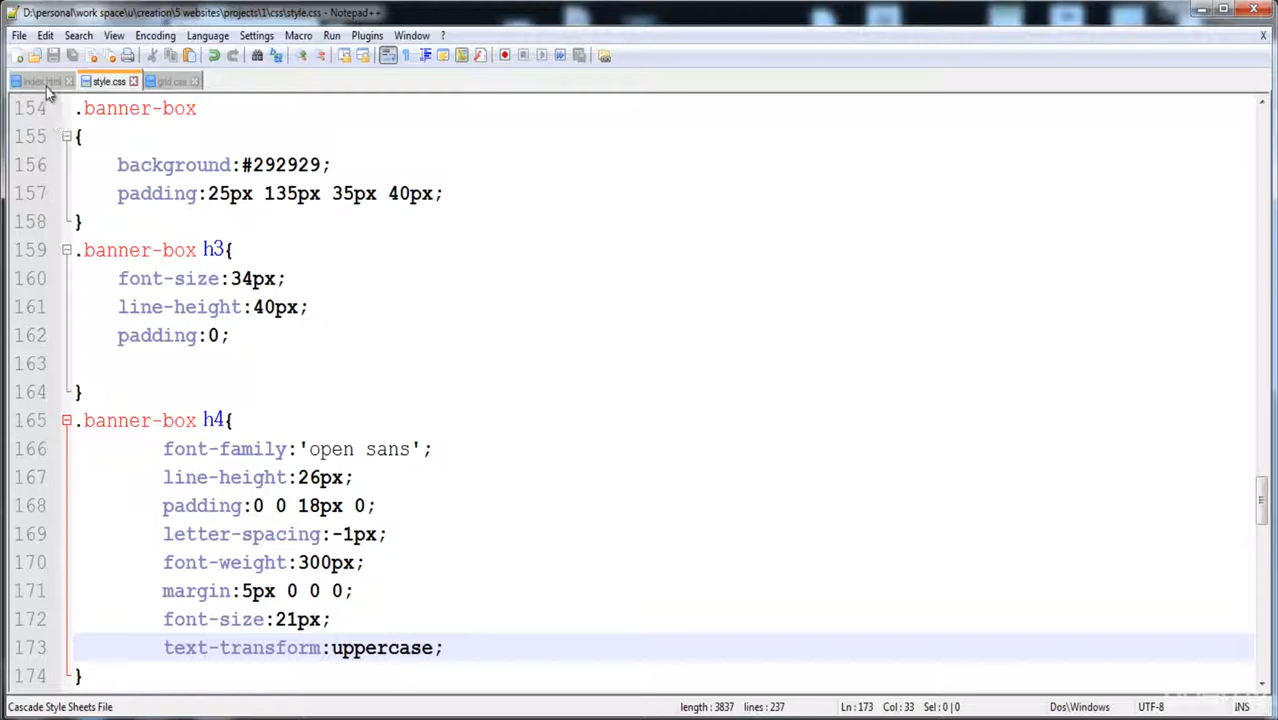 D:\personal\work space\u\creation\5 websites\projects\1\css\style.css - Notepad++
File Edit Search View Encoding Language Settings Macro Run Plugins Window ? X
index.html style.css grid.css
154 .banner-box
155 {
156 background:#292929;
157 padding:25px 135px 35px 40px;
158 }
159 .banner-box h3{
160 font-size:34px;
161 line-height:40px;
162 padding:0;
163
164 }
165 .banner-box h4{
166 font-family:'open sans';
167 line-height:26px;
168 padding:0 0 18px 0;
169 letter-spacing:-1px;
170 font-weight:300px;
171 margin:5px 0 0 0;
172 font-size:21px;
173 text-transform:uppercase;
174 }
Cascade Style Sheets File length : 3837 lines : 237 Ln : 173 Col : 33 Sel : 0 | 0 Dos\Windows UTF-8 INS